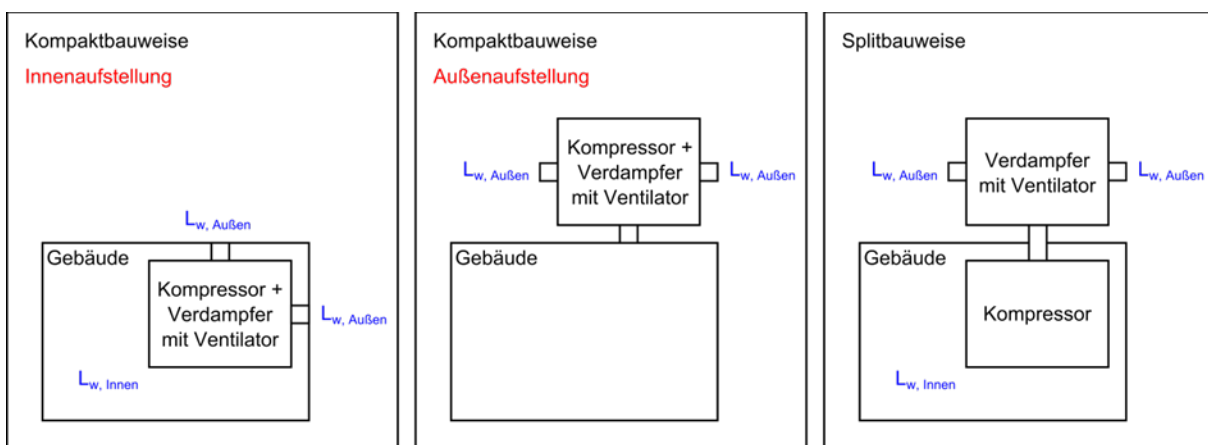 Kompaktbauweise
Innenaufstellung
Lw, Außen
Gebäude
Kompressor +
Verdampfer
mit Ventilator
Lw, Außen
Lw, Innen
Kompaktbauweise
Außenaufstellung
Kompressor +
Verdampfer
mit Ventilator
Lw, Außen
Lw, Außen
Gebäude
Splitbauweise
Verdampfer
mit Ventilator
Lw, Außen
Lw, Außen
Gebäude
Kompressor
Lw, Innen